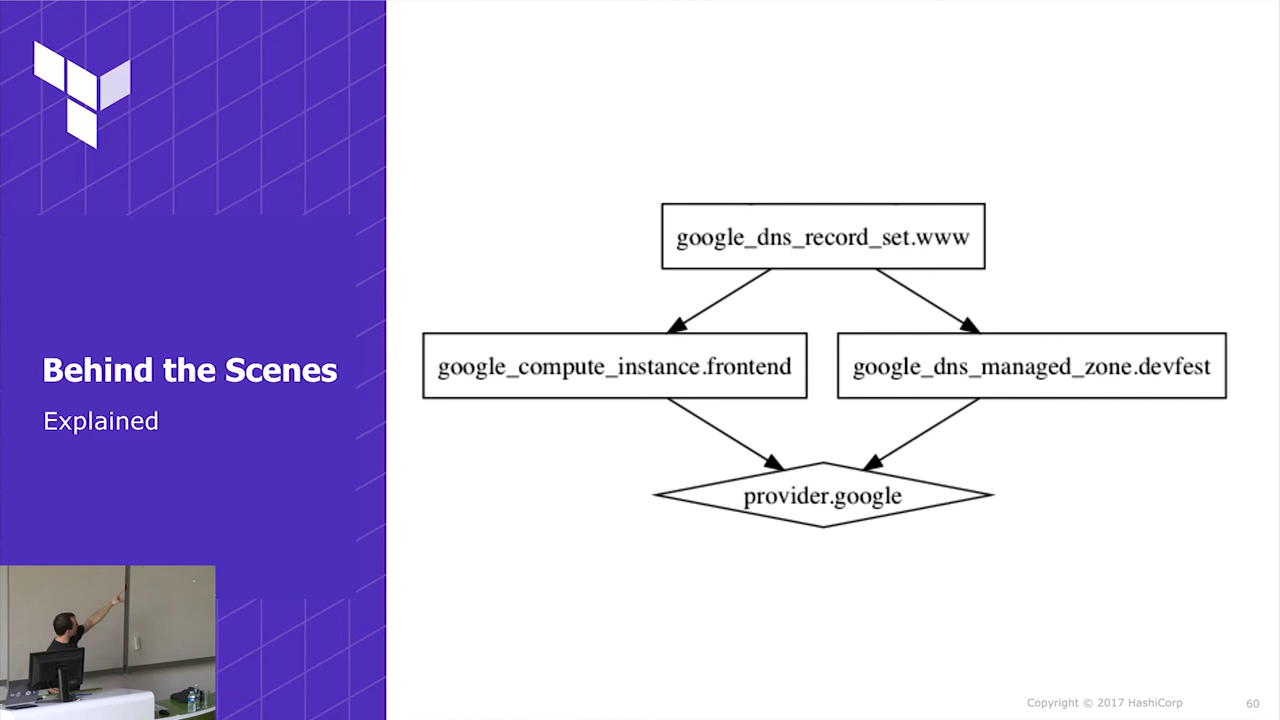 Behind the Scenes
Explained
google_dns_record_set.www
google_compute_instance.frontend
google_dns_managed_zone.devfest
provider.google
Copyright © 2017 HashiCorp
60